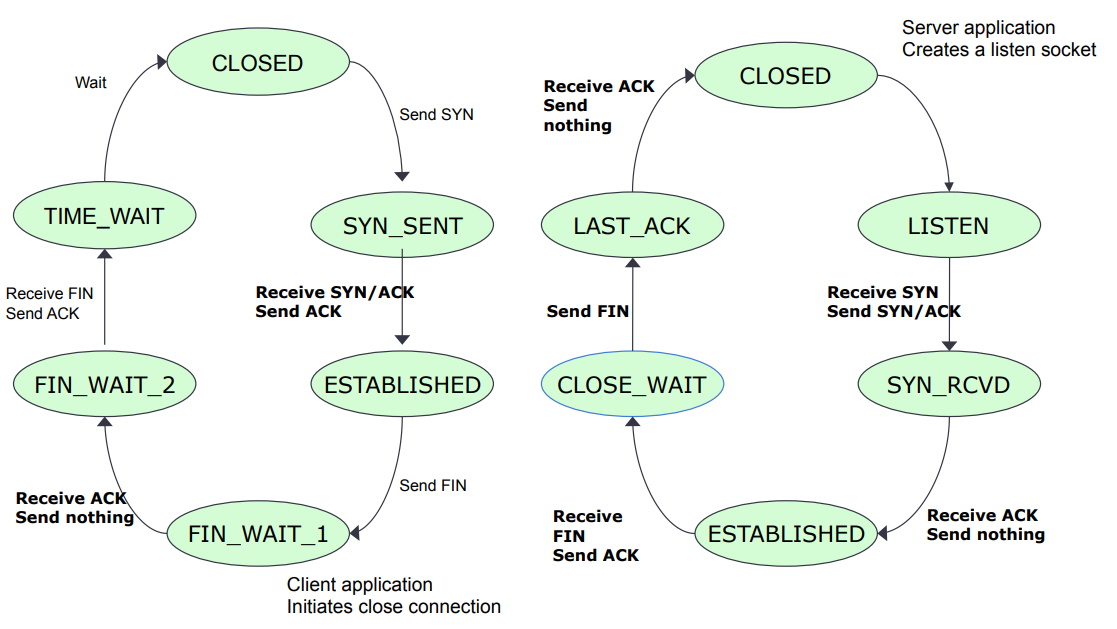 CLOSED
Wait
Send SYN
TIME_WAIT
SYN_SENT
Receive FIN
Send ACK
Receive SYN/ACK
Send ACK
FIN_WAIT_2
ESTABLISHED
Receive ACK
Send nothing
Send FIN
FIN_WAIT_1
Client application
Initiates close connection
Server application
Creates a listen socket
CLOSED
Receive ACK
Send
nothing
LAST_ACK
LISTEN
Send FIN
Receive SYN
Send SYN/ACK
CLOSE_WAIT
SYN_RCVD
Receive
FIN
Send ACK
ESTABLISHED
Receive ACK
Send nothing